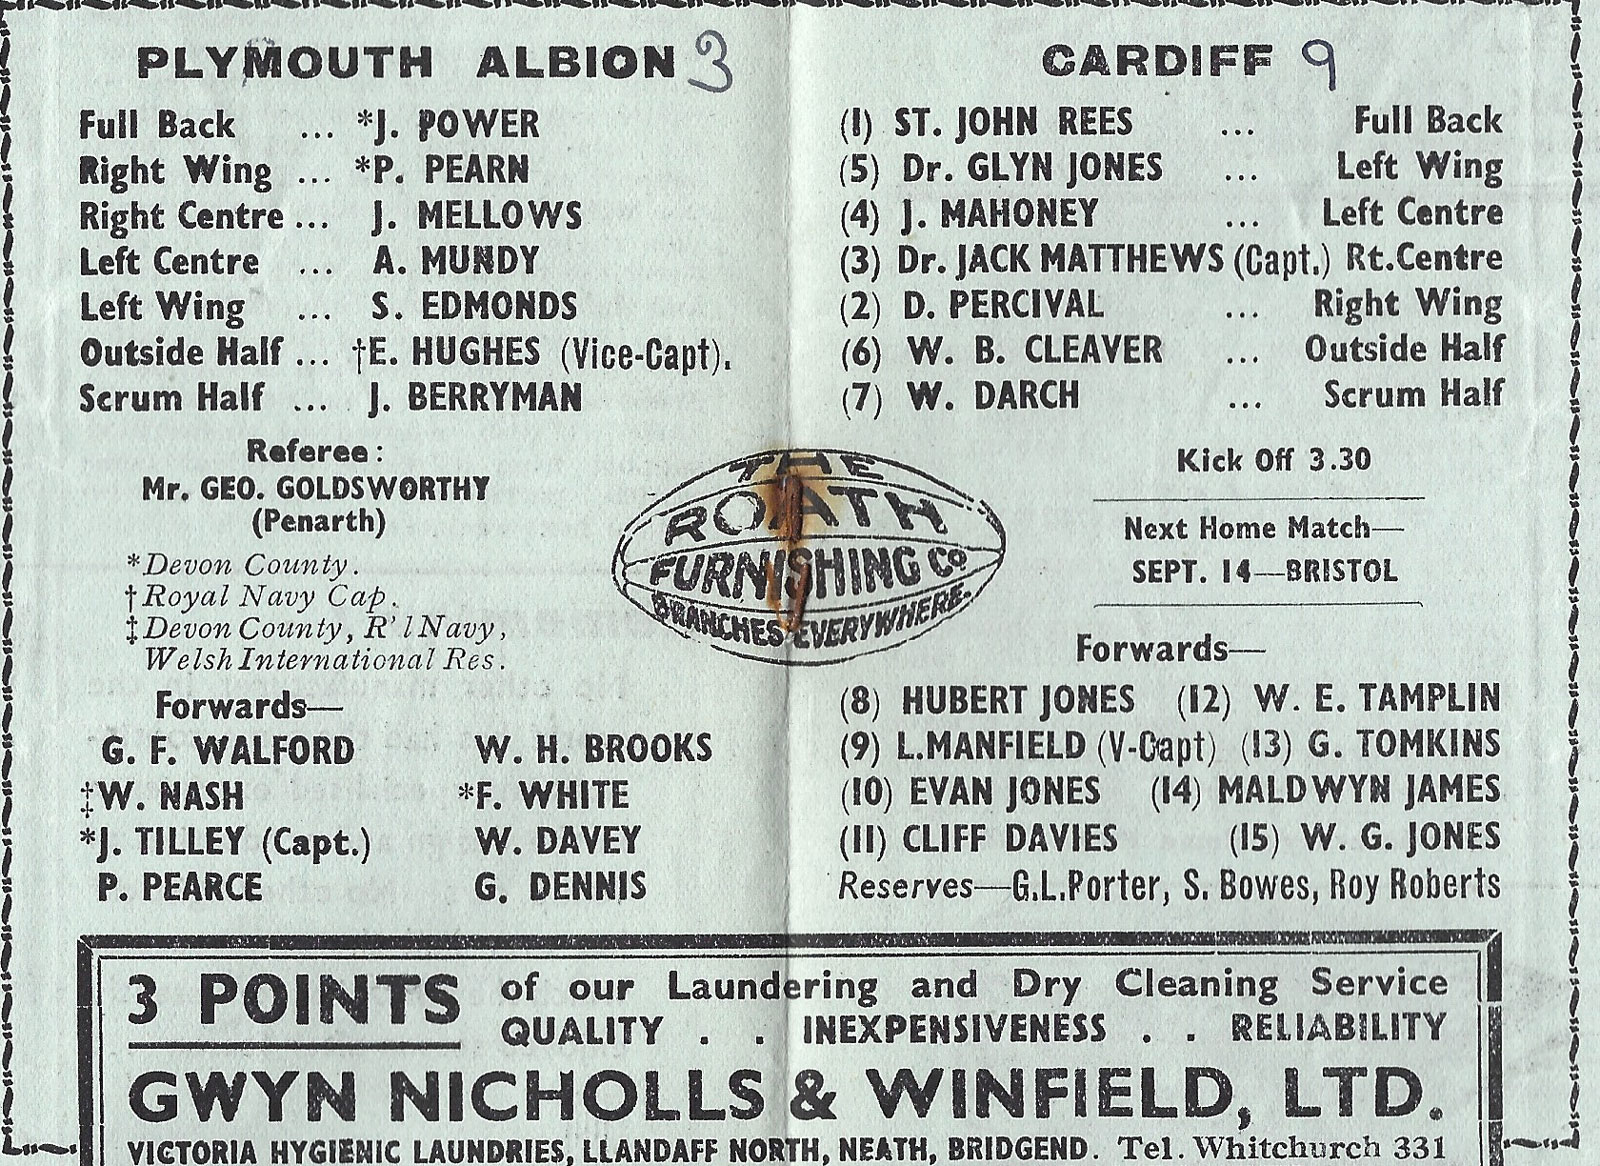 PLYMOUTH ALBION 3
Full Back ... *J. POWER
Right Wing ... *P. PEARN
Right Centre ... J. MELLOWS
Left Centre ... A. MUNDY
Left Wing ... S. EDMONDS
Outside Half ... †E. HUGHES (Vice-Capt).
Scrum Half ... J. BERRYMAN
Referee:
Mr. GEO. GOLDSWORTHY
(Penarth)
*Devon County.
†Royal Navy Cap.
‡Devon County, R'l Navy,
Welsh International Res.
Forwards—
G. F. WALFORD W. H. BROOKS
‡W. NASH *F. WHITE
*J. TILLEY (Capt.) W. DAVEY
P. PEARCE G. DENNIS
THE
ROATH
FURNISHING Co
BRANCHES EVERYWHERE.
CARDIFF 9
(1) ST. JOHN REES ... Full Back
(5) Dr. GLYN JONES ... Left Wing
(4) J. MAHONEY ... Left Centre
(3) Dr. JACK MATTHEWS (Capt.) Rt.Centre
(2) D. PERCIVAL ... Right Wing
(6) W. B. CLEAVER ... Outside Half
(7) W. DARCH ... Scrum Half
Kick Off 3.30
Next Home Match—
SEPT. 14—BRISTOL
Forwards—
(8) HUBERT JONES (12) W. E. TAMPLIN
(9) L.MANFIELD (V-Capt) (13) G. TOMKINS
(10) EVAN JONES (14) MALDWYN JAMES
(11) CLIFF DAVIES (15) W. G. JONES
Reserves—G.L.Porter, S. Bowes, Roy Roberts
3 POINTS of our Laundering and Dry Cleaning Service
QUALITY . . INEXPENSIVENESS . . RELIABILITY
GWYN NICHOLLS & WINFIELD, LTD.
VICTORIA HYGIENIC LAUNDRIES, LLANDAFF NORTH, NEATH, BRIDGEND. Tel. Whitchurch 331